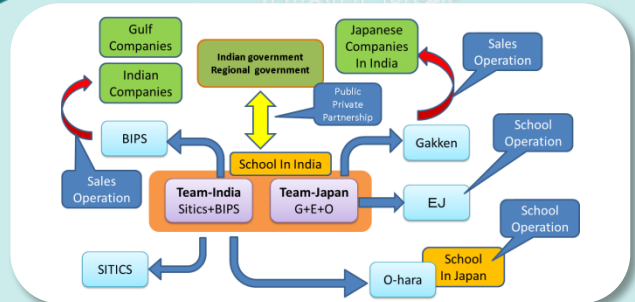 Gulf
Companies
Indian
Companies
Indian government
Regional government
Japanese
Companies
In India
Sales
Operation
Public
Private
Partnership
BIPS
Gakken
School
Operation
School In India
Sales
Operation
Team-India
Sitics+BIPS
Team-Japan
G+E+O
EJ
School
Operation
SITICS
O-hara
School
In Japan